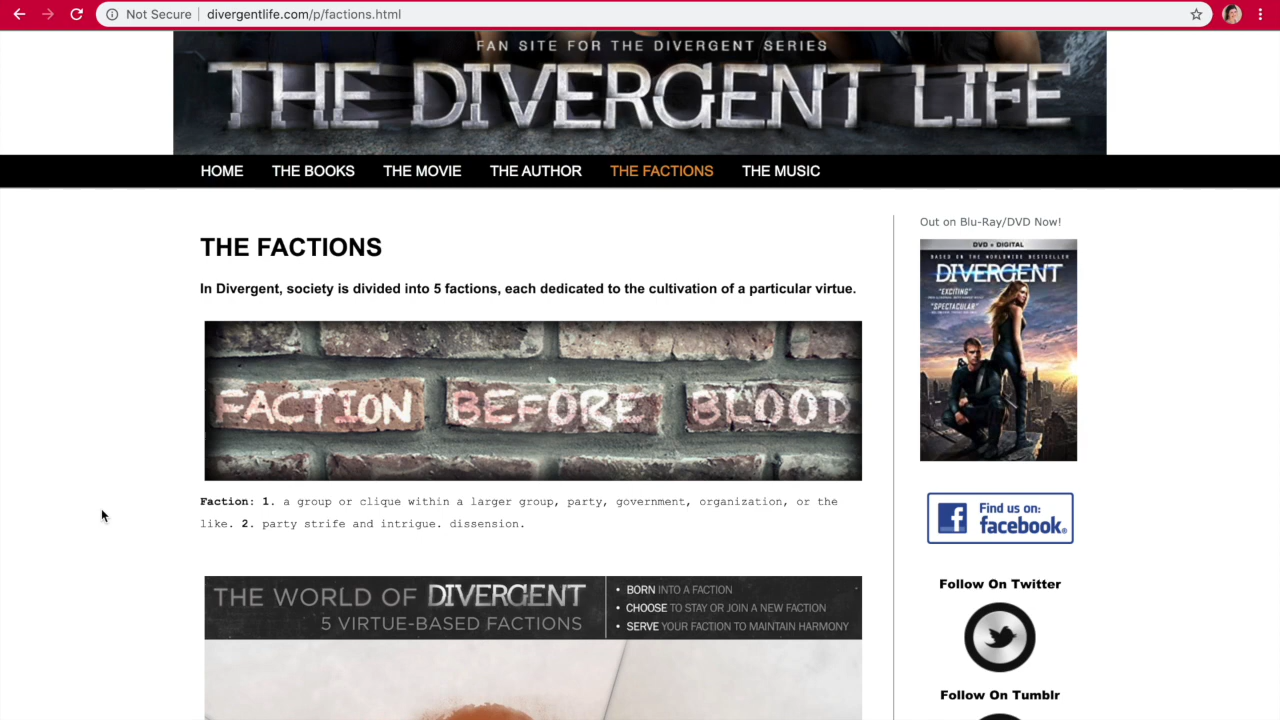 Not Secure | divergentlife.com/p/factions.html
FAN SITE FOR THE DIVERGENT SERIES
THE DIVERGENT LIFE
HOME THE BOOKS THE MOVIE THE AUTHOR THE FACTIONS THE MUSIC
THE FACTIONS
In Divergent, society is divided into 5 factions, each dedicated to the cultivation of a particular virtue.
FACTION BEFORE BLOOD
Faction: 1. a group or clique within a larger group, party, government, organization, or the
like. 2. party strife and intrigue. dissension.
THE WORLD OF DIVERGENT
5 VIRTUE-BASED FACTIONS
• BORN INTO A FACTION
• CHOOSE TO STAY OR JOIN A NEW FACTION
• SERVE YOUR FACTION TO MAINTAIN HARMONY
Out on Blu-Ray/DVD Now!
DVD + DIGITAL
BASED ON THE WORLDWIDE BESTSELLER
DIVERGENT
"EXCITING"
"SPECTACULAR"
Find us on:
facebook®
Follow On Twitter
Follow On Tumblr